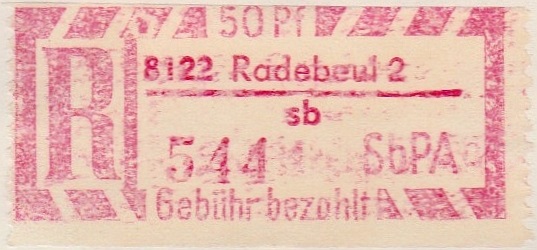 50 Pf
R
8122 Radebeul 2
sb
544 SbPA
Gebühr bezahlt